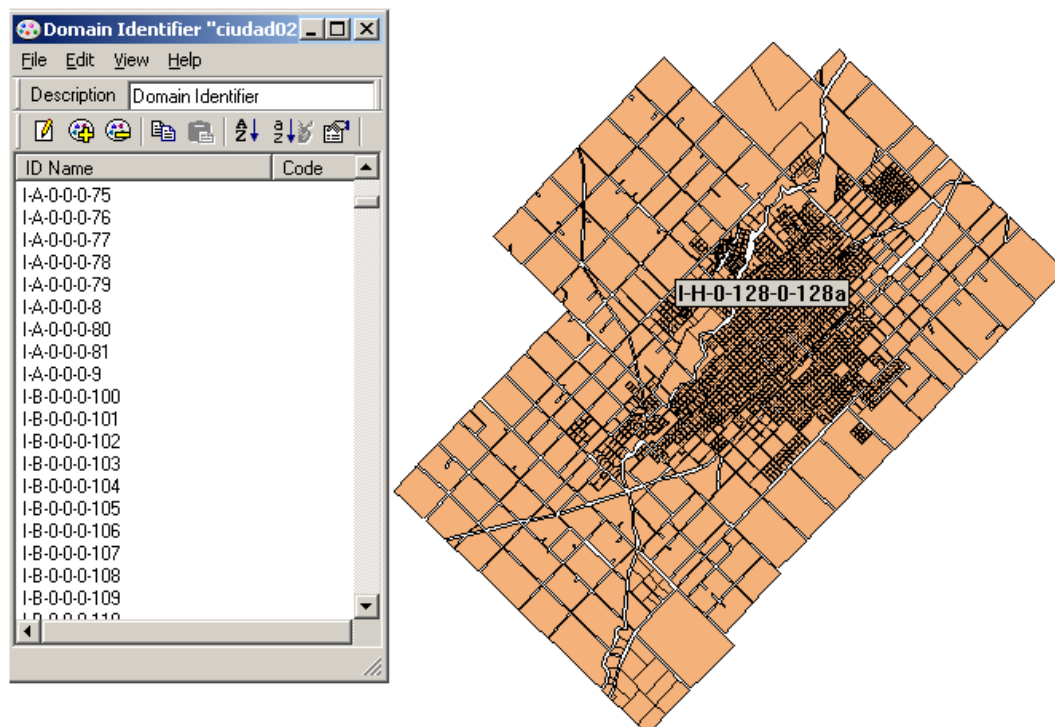 Domain Identifier "ciudad02
File Edit View Help
Description Domain Identifier
ID Name Code
I-A-0-0-0-75
I-A-0-0-0-76
I-A-0-0-0-77
I-A-0-0-0-78
I-A-0-0-0-79
I-A-0-0-0-8
I-A-0-0-0-80
I-A-0-0-0-81
I-A-0-0-0-9
I-B-0-0-0-100
I-B-0-0-0-101
I-B-0-0-0-102
I-B-0-0-0-103
I-B-0-0-0-104
I-B-0-0-0-105
I-B-0-0-0-106
I-B-0-0-0-107
I-B-0-0-0-108
I-B-0-0-0-109
I-H-0-128-0-128a